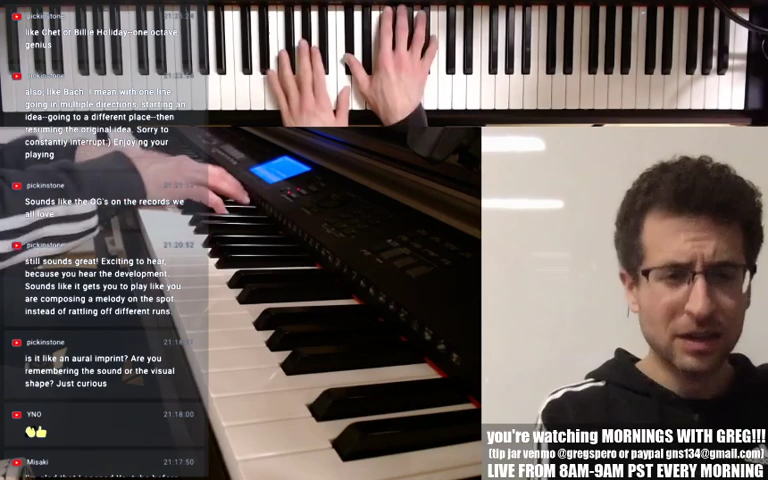 pickinstone
like Chet or Billie Holiday--one octave
genius
pickinstone
also, like Bach. I mean with one line
going in multiple directions. starting an
idea--going to a different place--then
resuming the original idea. Sorry to
constantly interrupt.) Enjoying your
playing
pickinstone
Sounds like the OG's on the records we
all love
pickinstone 21:20:52
still sounds great! Exciting to hear,
because you hear the development.
Sounds like it gets you to play like you
are composing a melody on the spot
instead of rattling off different runs.
pickinstone
is it like an aural imprint? Are you
remembering the sound or the visual
shape? Just curious
YNO 21:18:00
Misaki 21:17:50
you're watching MORNINGS WITH GREG!!!
(tip jar venmo @gregspero or paypal gns134@gmail.com)
LIVE FROM 8AM-9AM PST EVERY MORNING